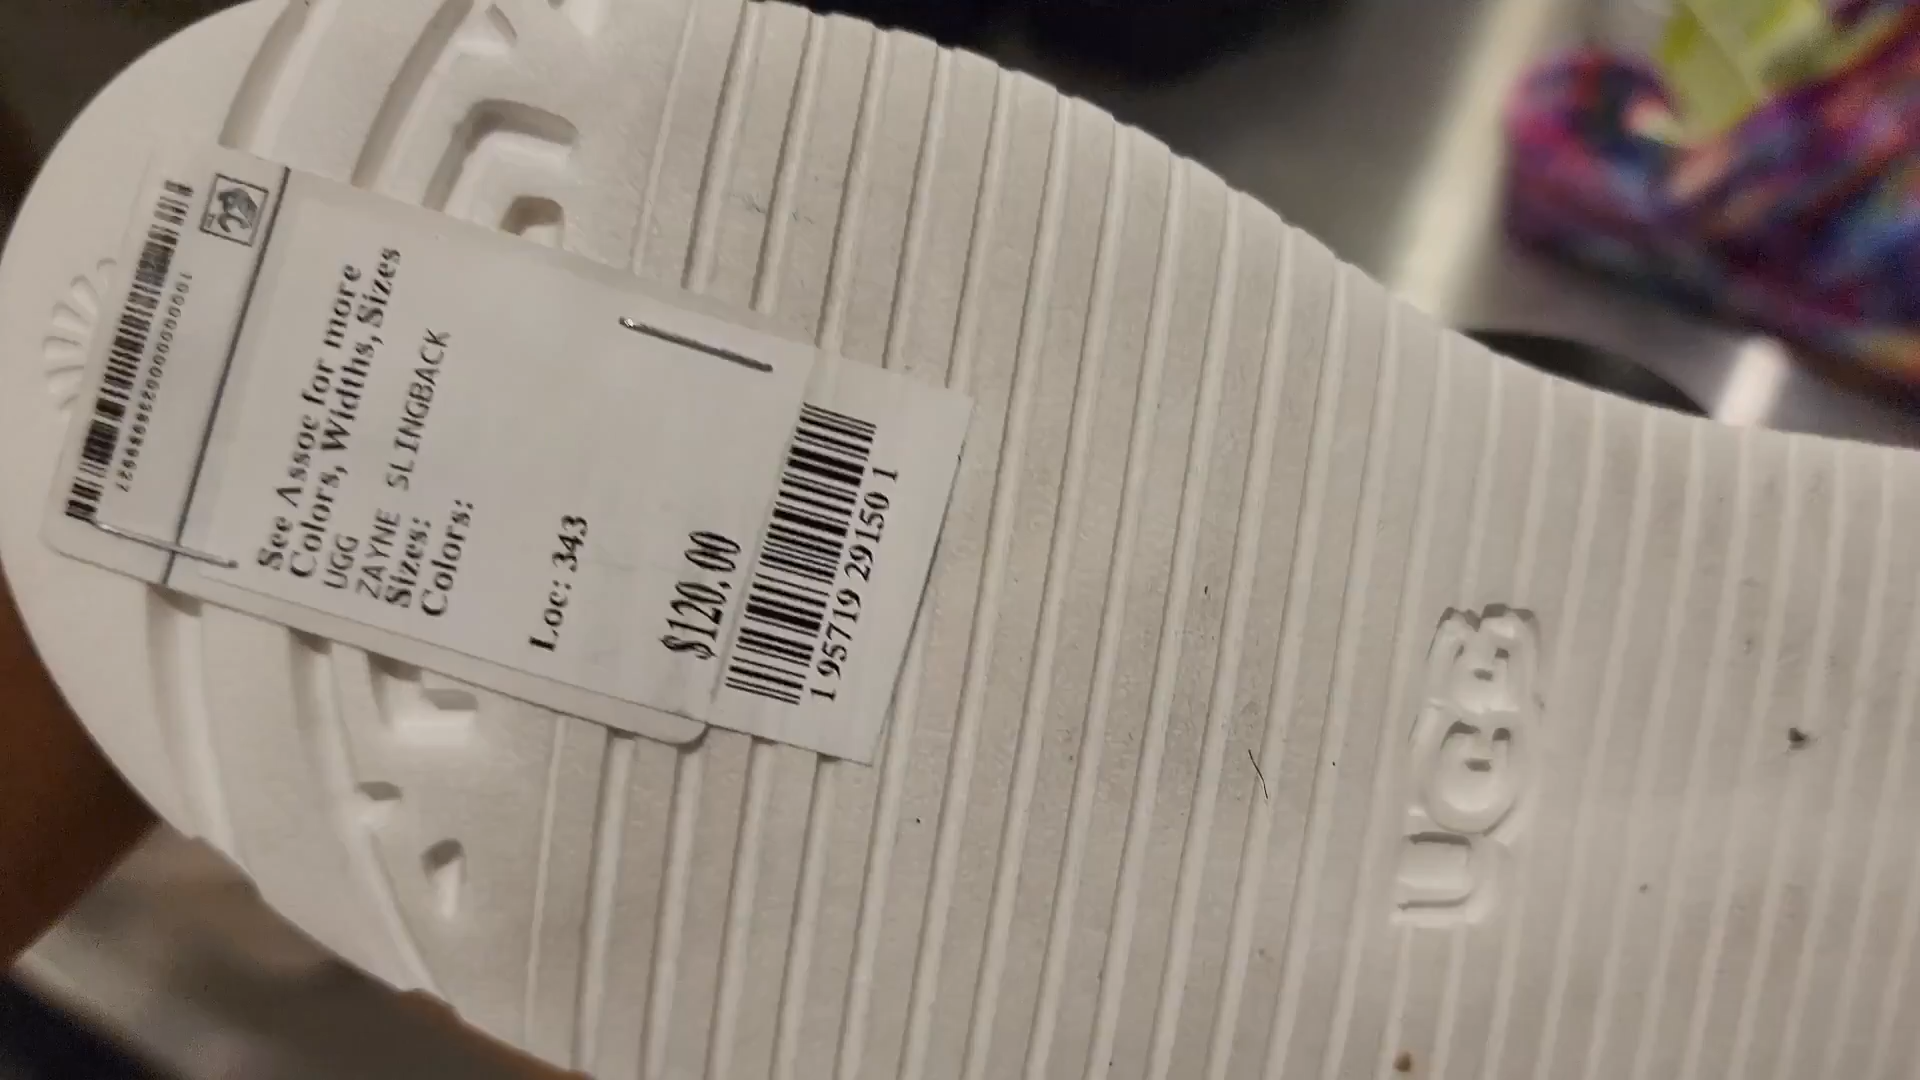 See Assoc for more
Colors, Widths, Sizes
UGG
ZAYNE SLINGBACK
Sizes:
Colors:
Loc: 343
$120.00
1 95719 29150 1
UGG